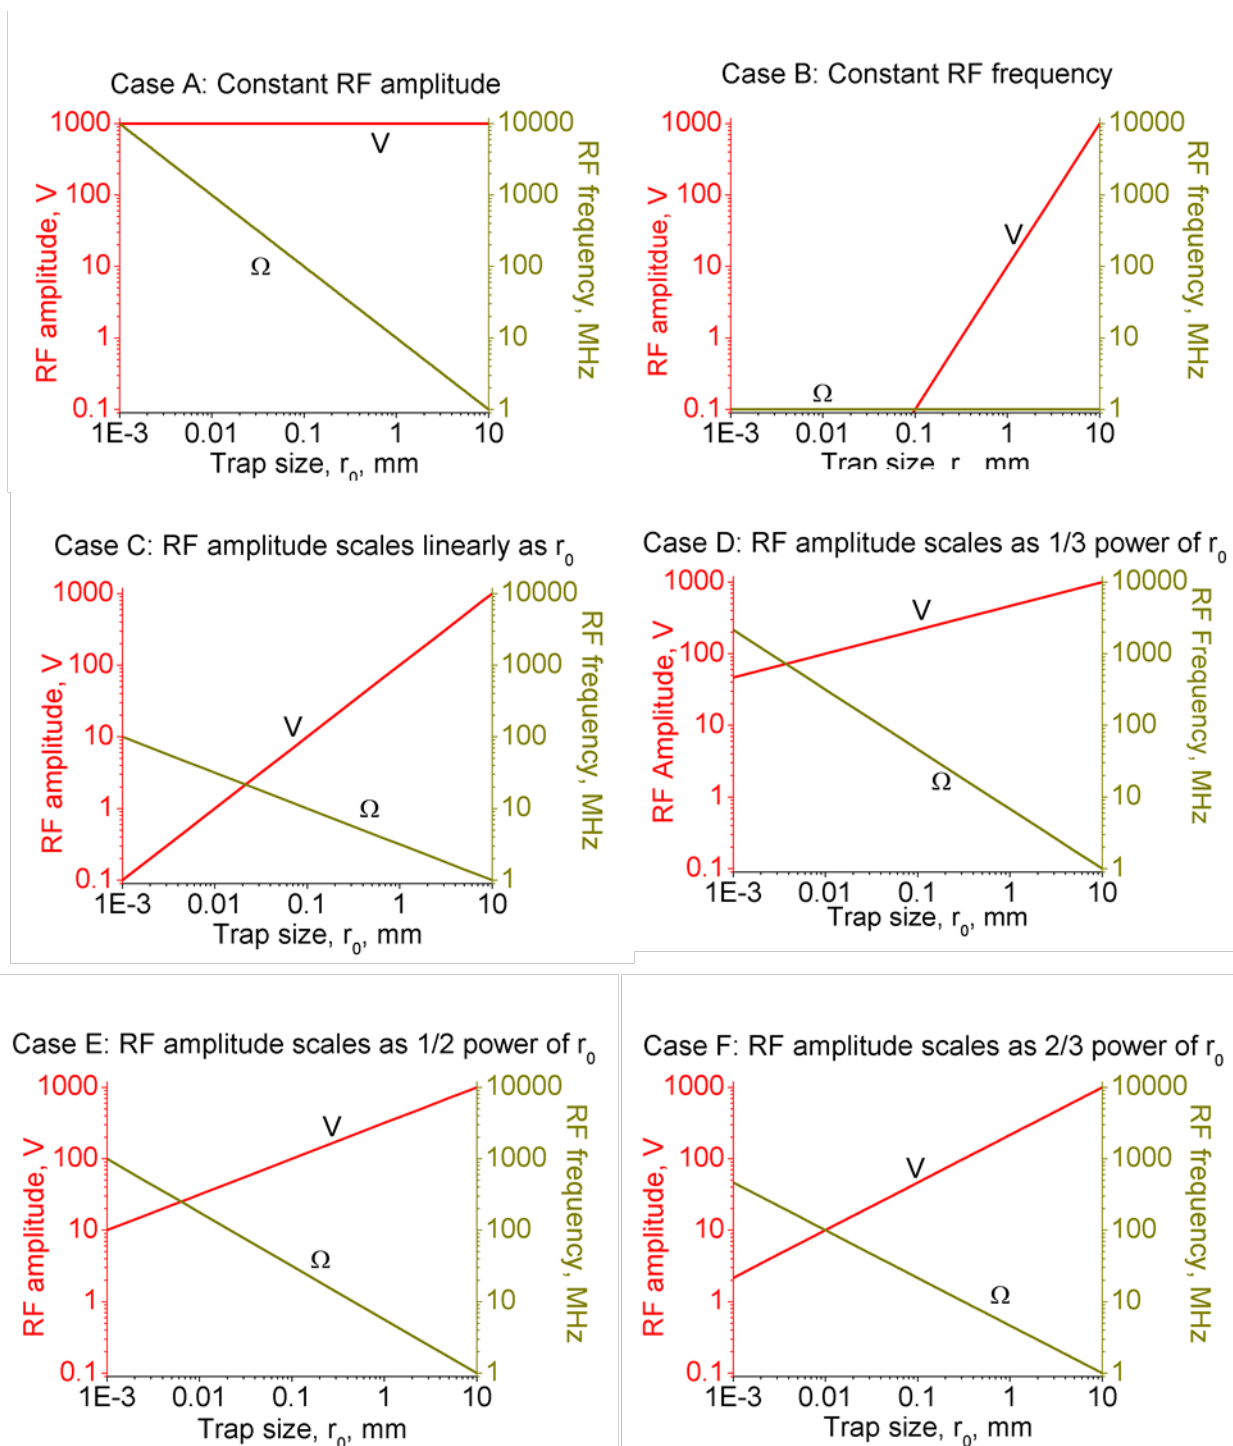 Case A: Constant RF amplitude
1000
100
10
1
0.1
RF amplitude, V
V
Ω
10000
1000
100
10
1
RF frequency, MHz
1E-3 0.01 0.1 1 10
Trap size, r0, mm
Case B: Constant RF frequency
1000
100
10
1
0.1
RF amplitdue, V
V
Ω
10000
1000
100
10
1
RF frequency, MHz
1E-3 0.01 0.1 1 10
Trap size, r mm
Case C: RF amplitude scales linearly as r0
1000
100
10
1
0.1
RF amplitude, V
V
Ω
10000
1000
100
10
1
RF frequency, MHz
1E-3 0.01 0.1 1 10
Trap size, r0, mm
Case D: RF amplitude scales as 1/3 power of r0
1000
100
10
1
0.1
RF Amplitude, V
V
Ω
10000
1000
100
10
1
RF Frequency, MHz
1E-3 0.01 0.1 1 10
Trap size, r0, mm
Case E: RF amplitude scales as 1/2 power of r0
1000
100
10
1
0.1
RF amplitude, V
V
Ω
10000
1000
100
10
1
RF frequency, MHz
1E-3 0.01 0.1 1 10
Trap size, r0, mm
Case F: RF amplitude scales as 2/3 power of r0
1000
100
10
1
0.1
RF amplitude, V
V
Ω
10000
1000
100
10
1
RF frequency, MHz
1E-3 0.01 0.1 1 10
Trap size, r0, mm